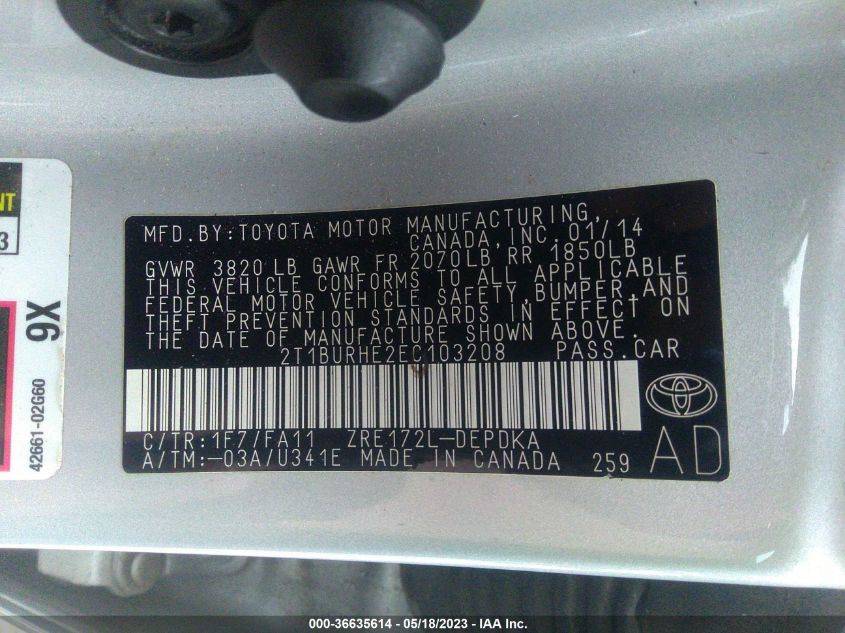 NT
3
9X
42661-02G60
MFD.BY:TOYOTA MOTOR MANUFACTURING,
CANADA, INC. 01/14
GVWR 3820 LB GAWR FR 2070LB, RR 1850LB
THIS VEHICLE CONFORMS TO ALL APPLICABLE
FEDERAL MOTOR VEHICLE SAFETY, BUMPER, AND
THEFT PREVENTION STANDARDS IN EFFECT ON
THE DATE OF MANUFACTURE SHOWN ABOVE.
2T1BURHE2EC103208 PASS.CAR
C/TR:1F7/FA11 ZRE172L-DEPDKA
A/TM:-03A/U341E MADE IN CANADA 259
AD
000-36635614 - 05/18/2023 - IAA Inc.